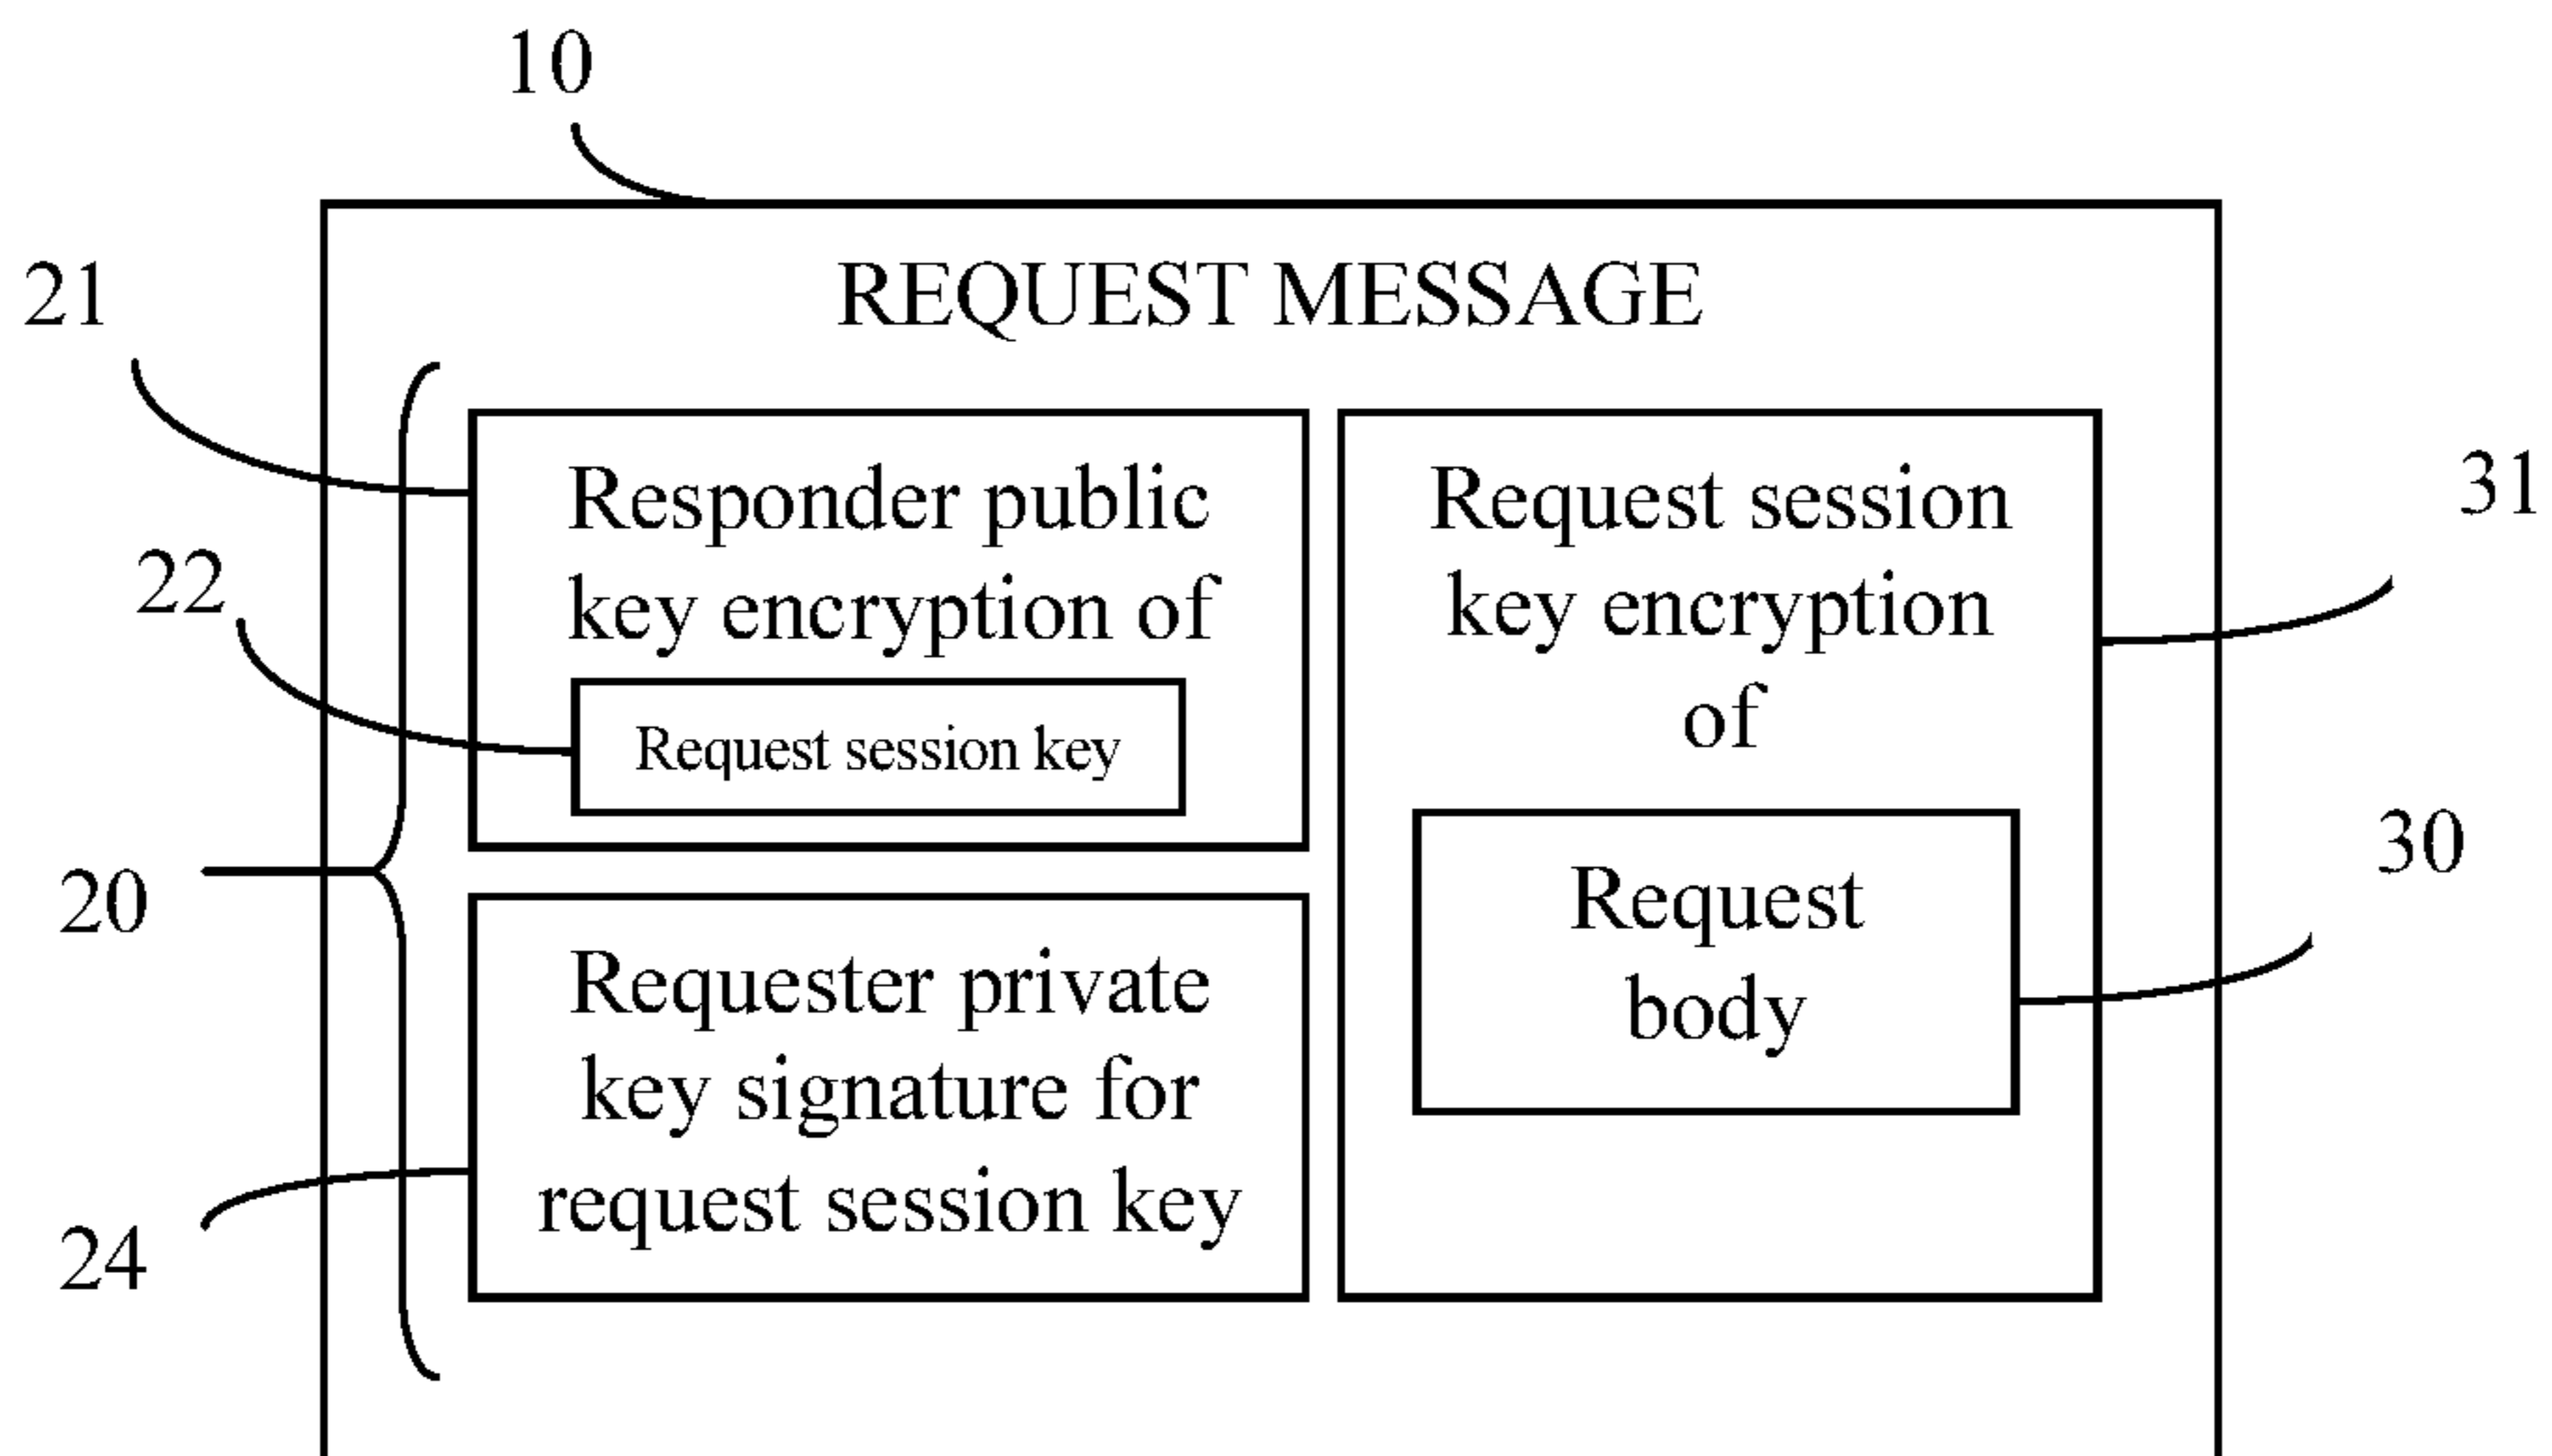 10
REQUEST MESSAGE
21
22
20
24
Responder public
key encryption of
Request session key
Requester private
key signature for
request session key
Request session
key encryption
of
Request
body
31
30